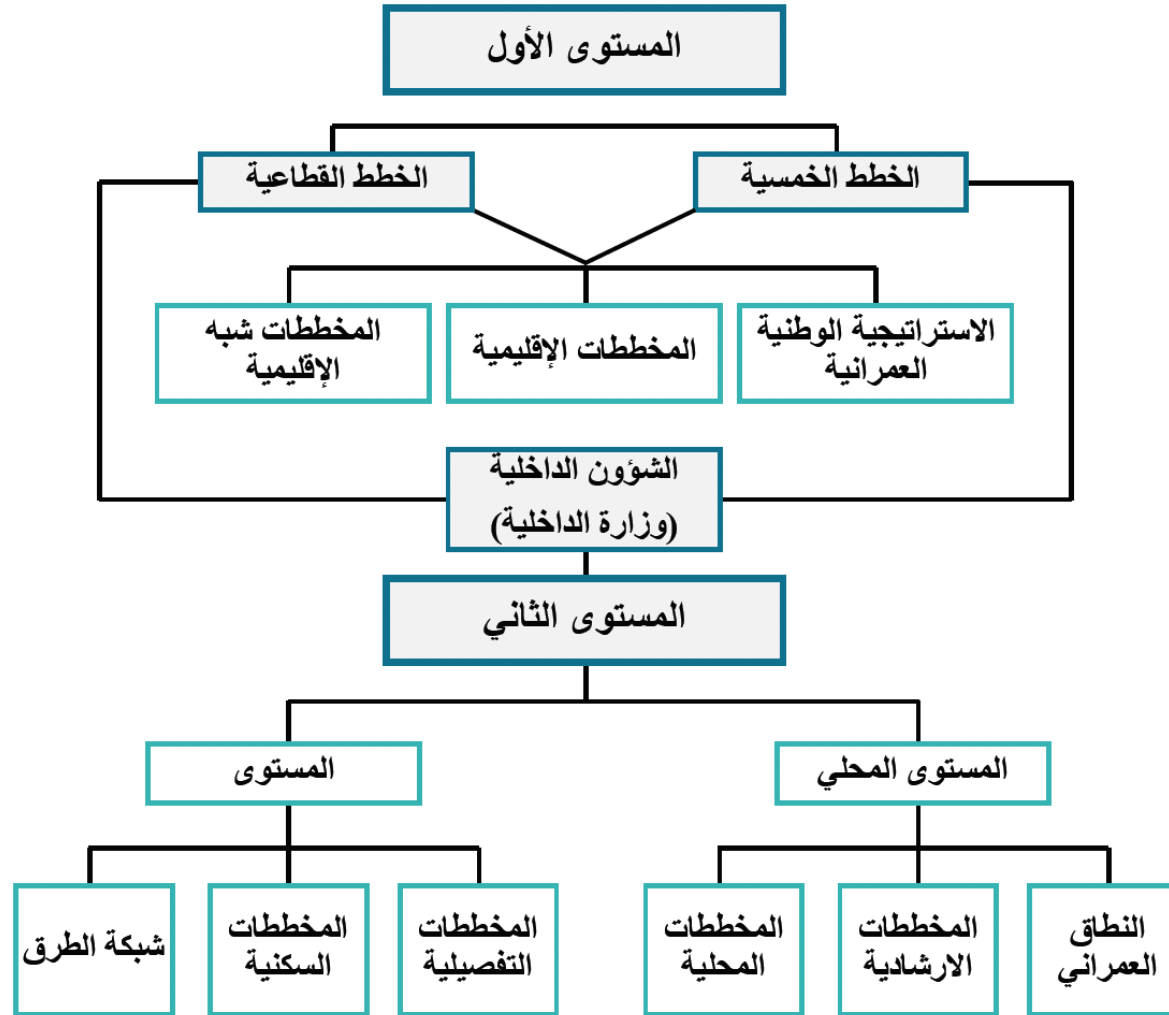 المستوى الأول
الخطط الخمسية
الخطط القطاعية
الاستراتيجية الوطنية
العمرانية
المخططات الإقليمية
المخططات شبه
الإقليمية
الشؤون الداخلية
(وزارة الداخلية)
المستوى الثاني
المستوى المحلي
المستوى
النطاق
العمراني
المخططات
الارشادية
المخططات
المحلية
المخططات
التفصيلية
المخططات
السكنية
شبكة الطرق